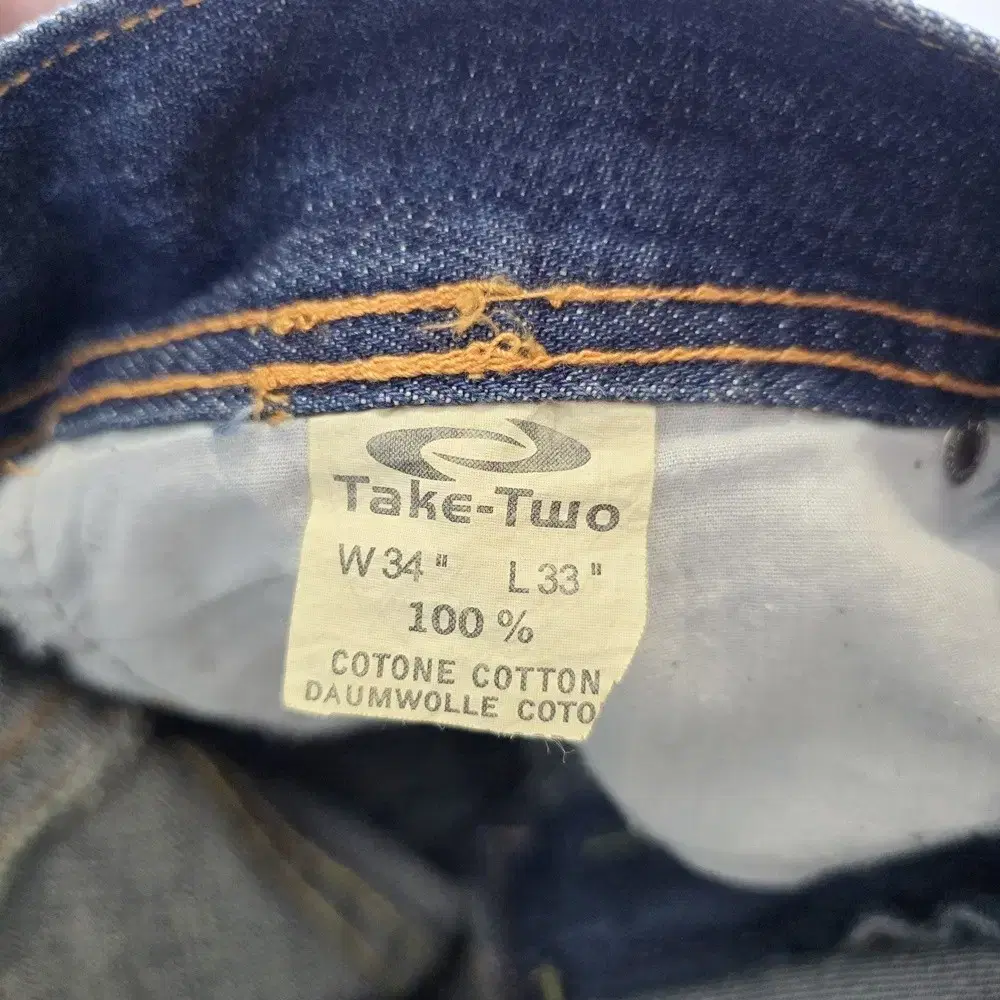 Take-Two
W34" L33"
100 %
COTONE COTTON
DAUMWOLLE COTO